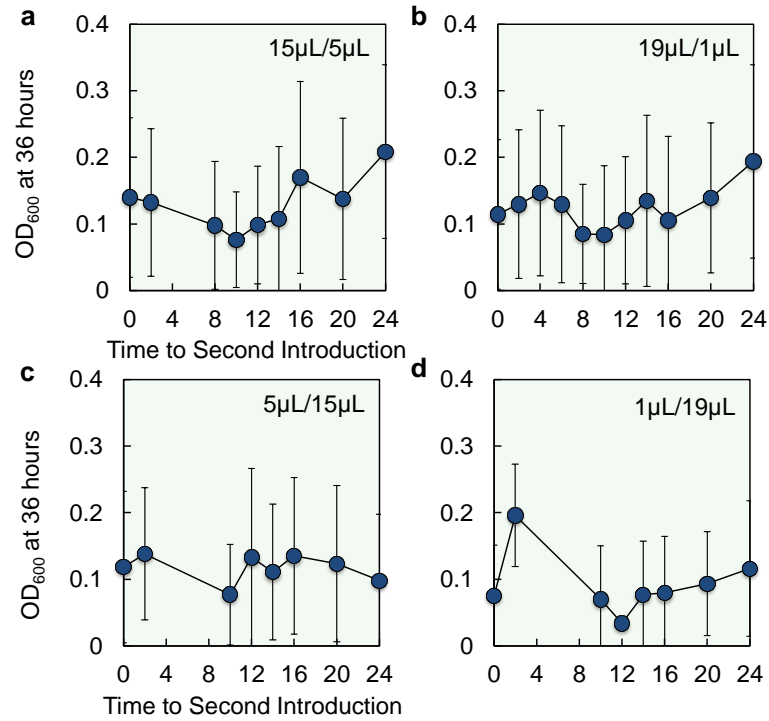 a
15µL/5µL
0.4
0.3
0.2
0.1
0
OD600 at 36 hours
0 4 8 12 16 20 24
Time to Second Introduction
b
19µL/1µL
0.4
0.3
0.2
0.1
0
0 4 8 12 16 20 24
c
5µL/15µL
0.4
0.3
0.2
0.1
0
OD600 at 36 hours
0 4 8 12 16 20 24
Time to Second Introduction
d
1µL/19µL
0.4
0.3
0.2
0.1
0
0 4 8 12 16 20 24